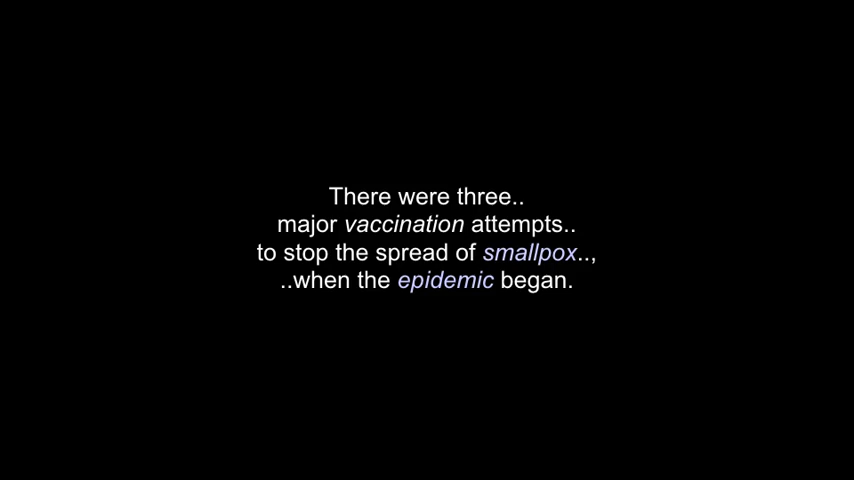 There were three..
major vaccination attempts..
to stop the spread of smallpox..,
..when the epidemic began.